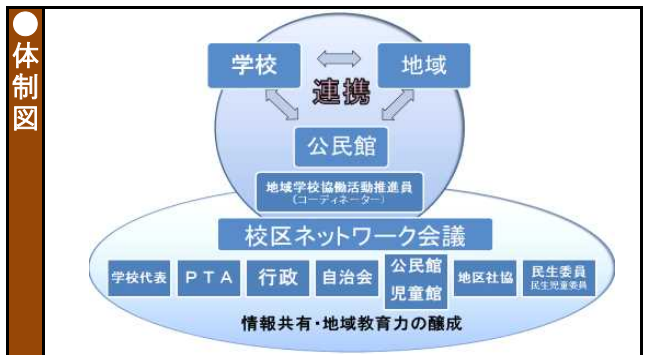 ●体制図
学校
地域
連携
公民館
地域学校協働活動推進員
(コーディネーター)
校区ネットワーク会議
学校代表
PTA
行政
自治会
公民館
児童館
地区社協
民生委員
民生児童委員
情報共有・地域教育力の醸成